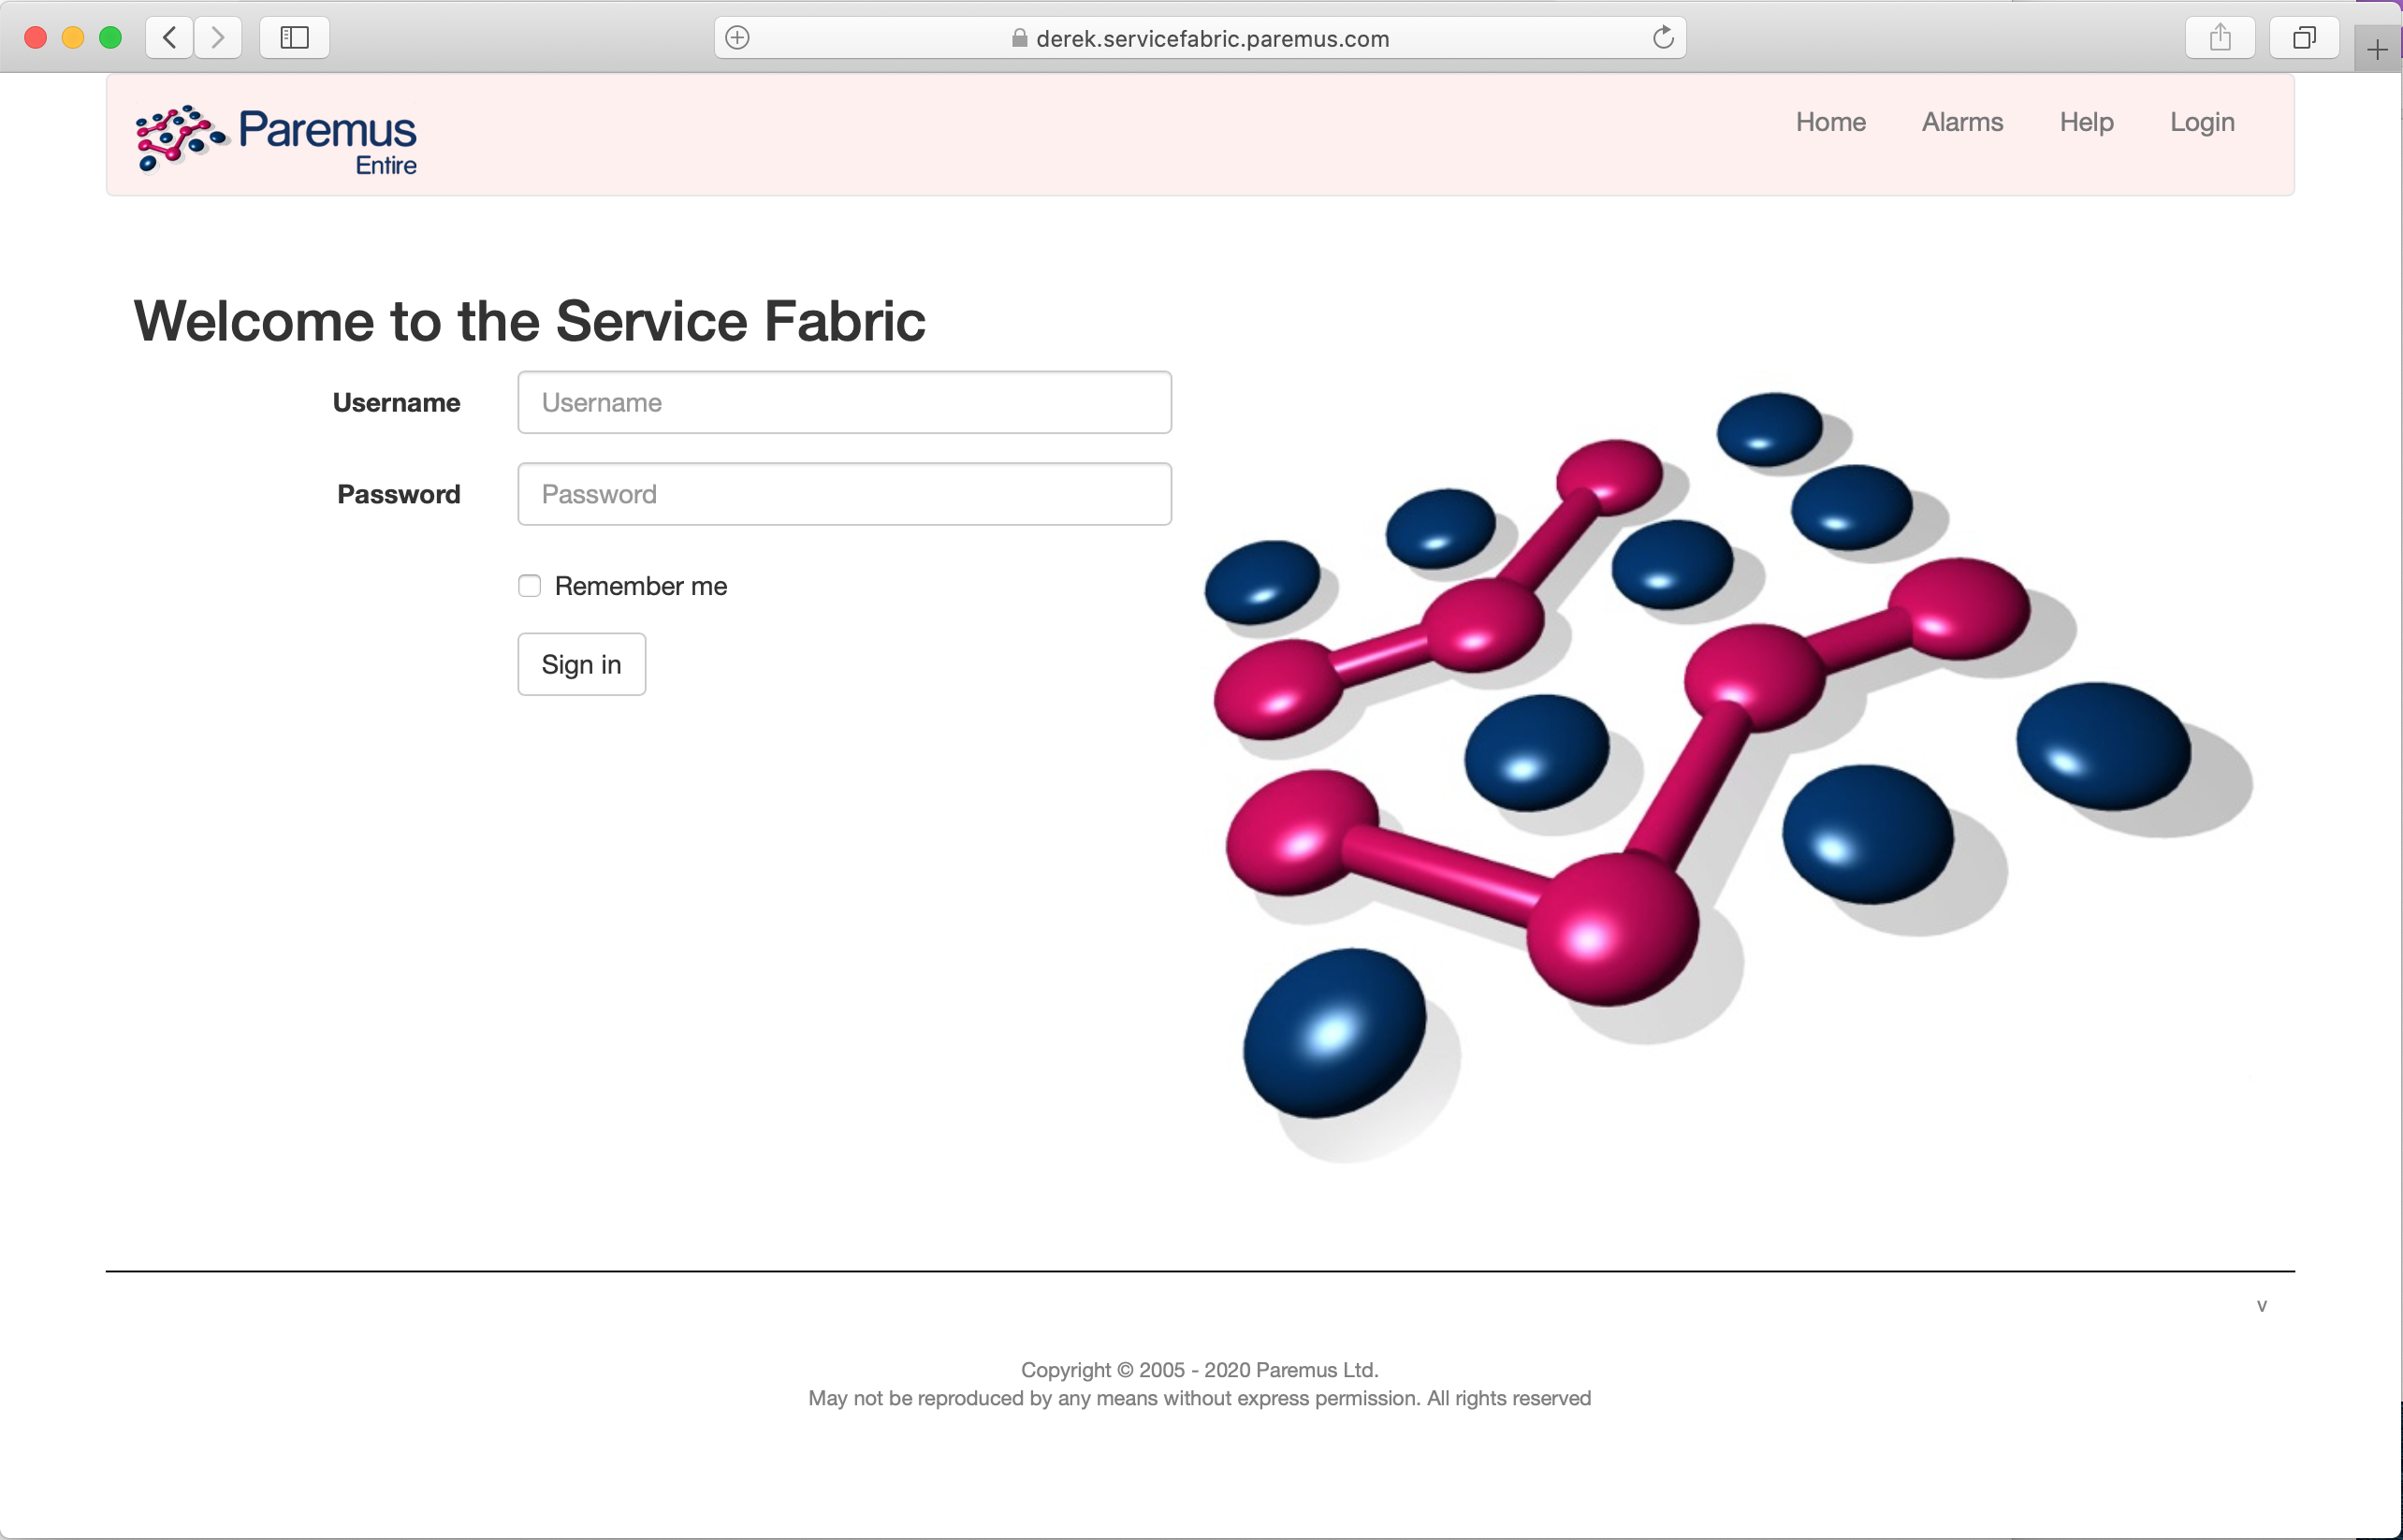 derek.servicefabric.paremus.com
Paremus
Entire
Home Alarms Help Login
Welcome to the Service Fabric
Username Username
Password Password
Remember me
Sign in
v
Copyright © 2005 - 2020 Paremus Ltd.
May not be reproduced by any means without express permission. All rights reserved